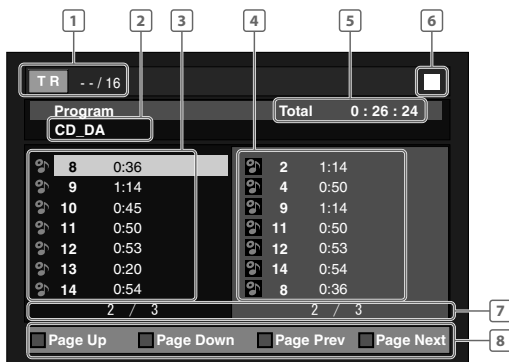 1 2 3 4 5 6
TR - - / 16
Program Total 0 : 26 : 24
CD_DA
8 0:36 2 1:14
9 1:14 4 0:50
10 0:45 9 1:14
11 0:50 11 0:50
12 0:53 12 0:53
13 0:20 14 0:54
14 0:54 8 0:36
2 / 3 2 / 3 7
Page Up Page Down Page Prev Page Next 8